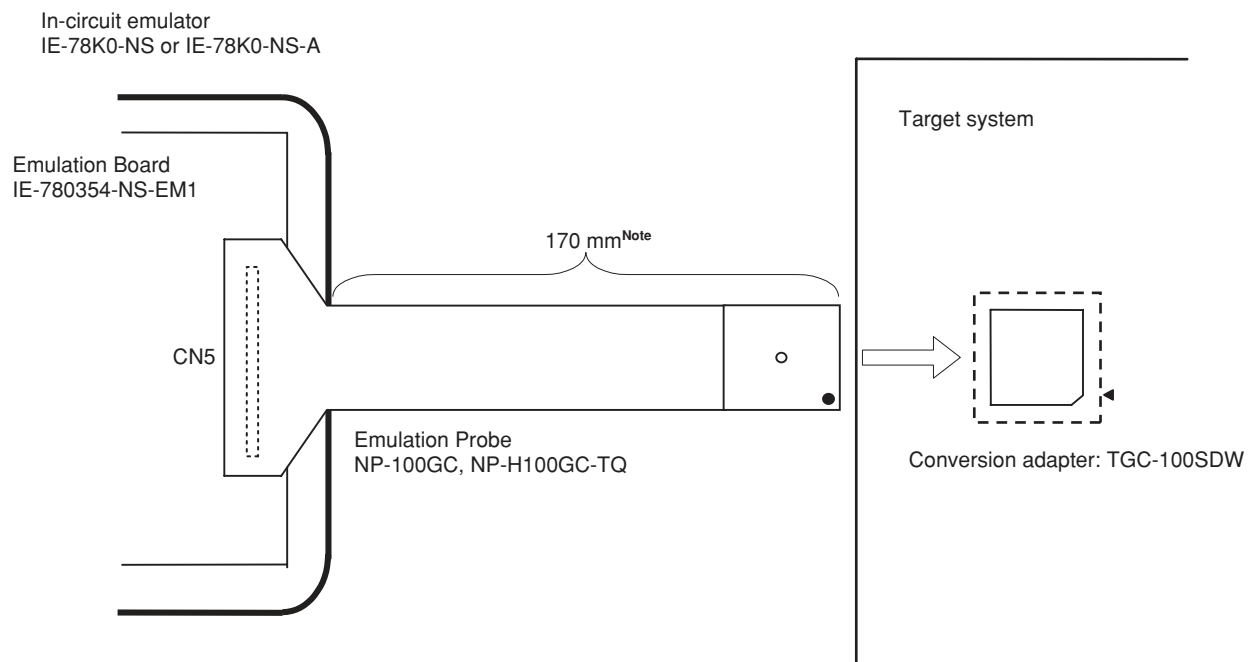 In-circuit emulator
IE-78K0-NS or IE-78K0-NS-A
Target system
Emulation Board
IE-780354-NS-EM1
170 mmNote
CN5
Emulation Probe
NP-100GC, NP-H100GC-TQ
Conversion adapter: TGC-100SDW